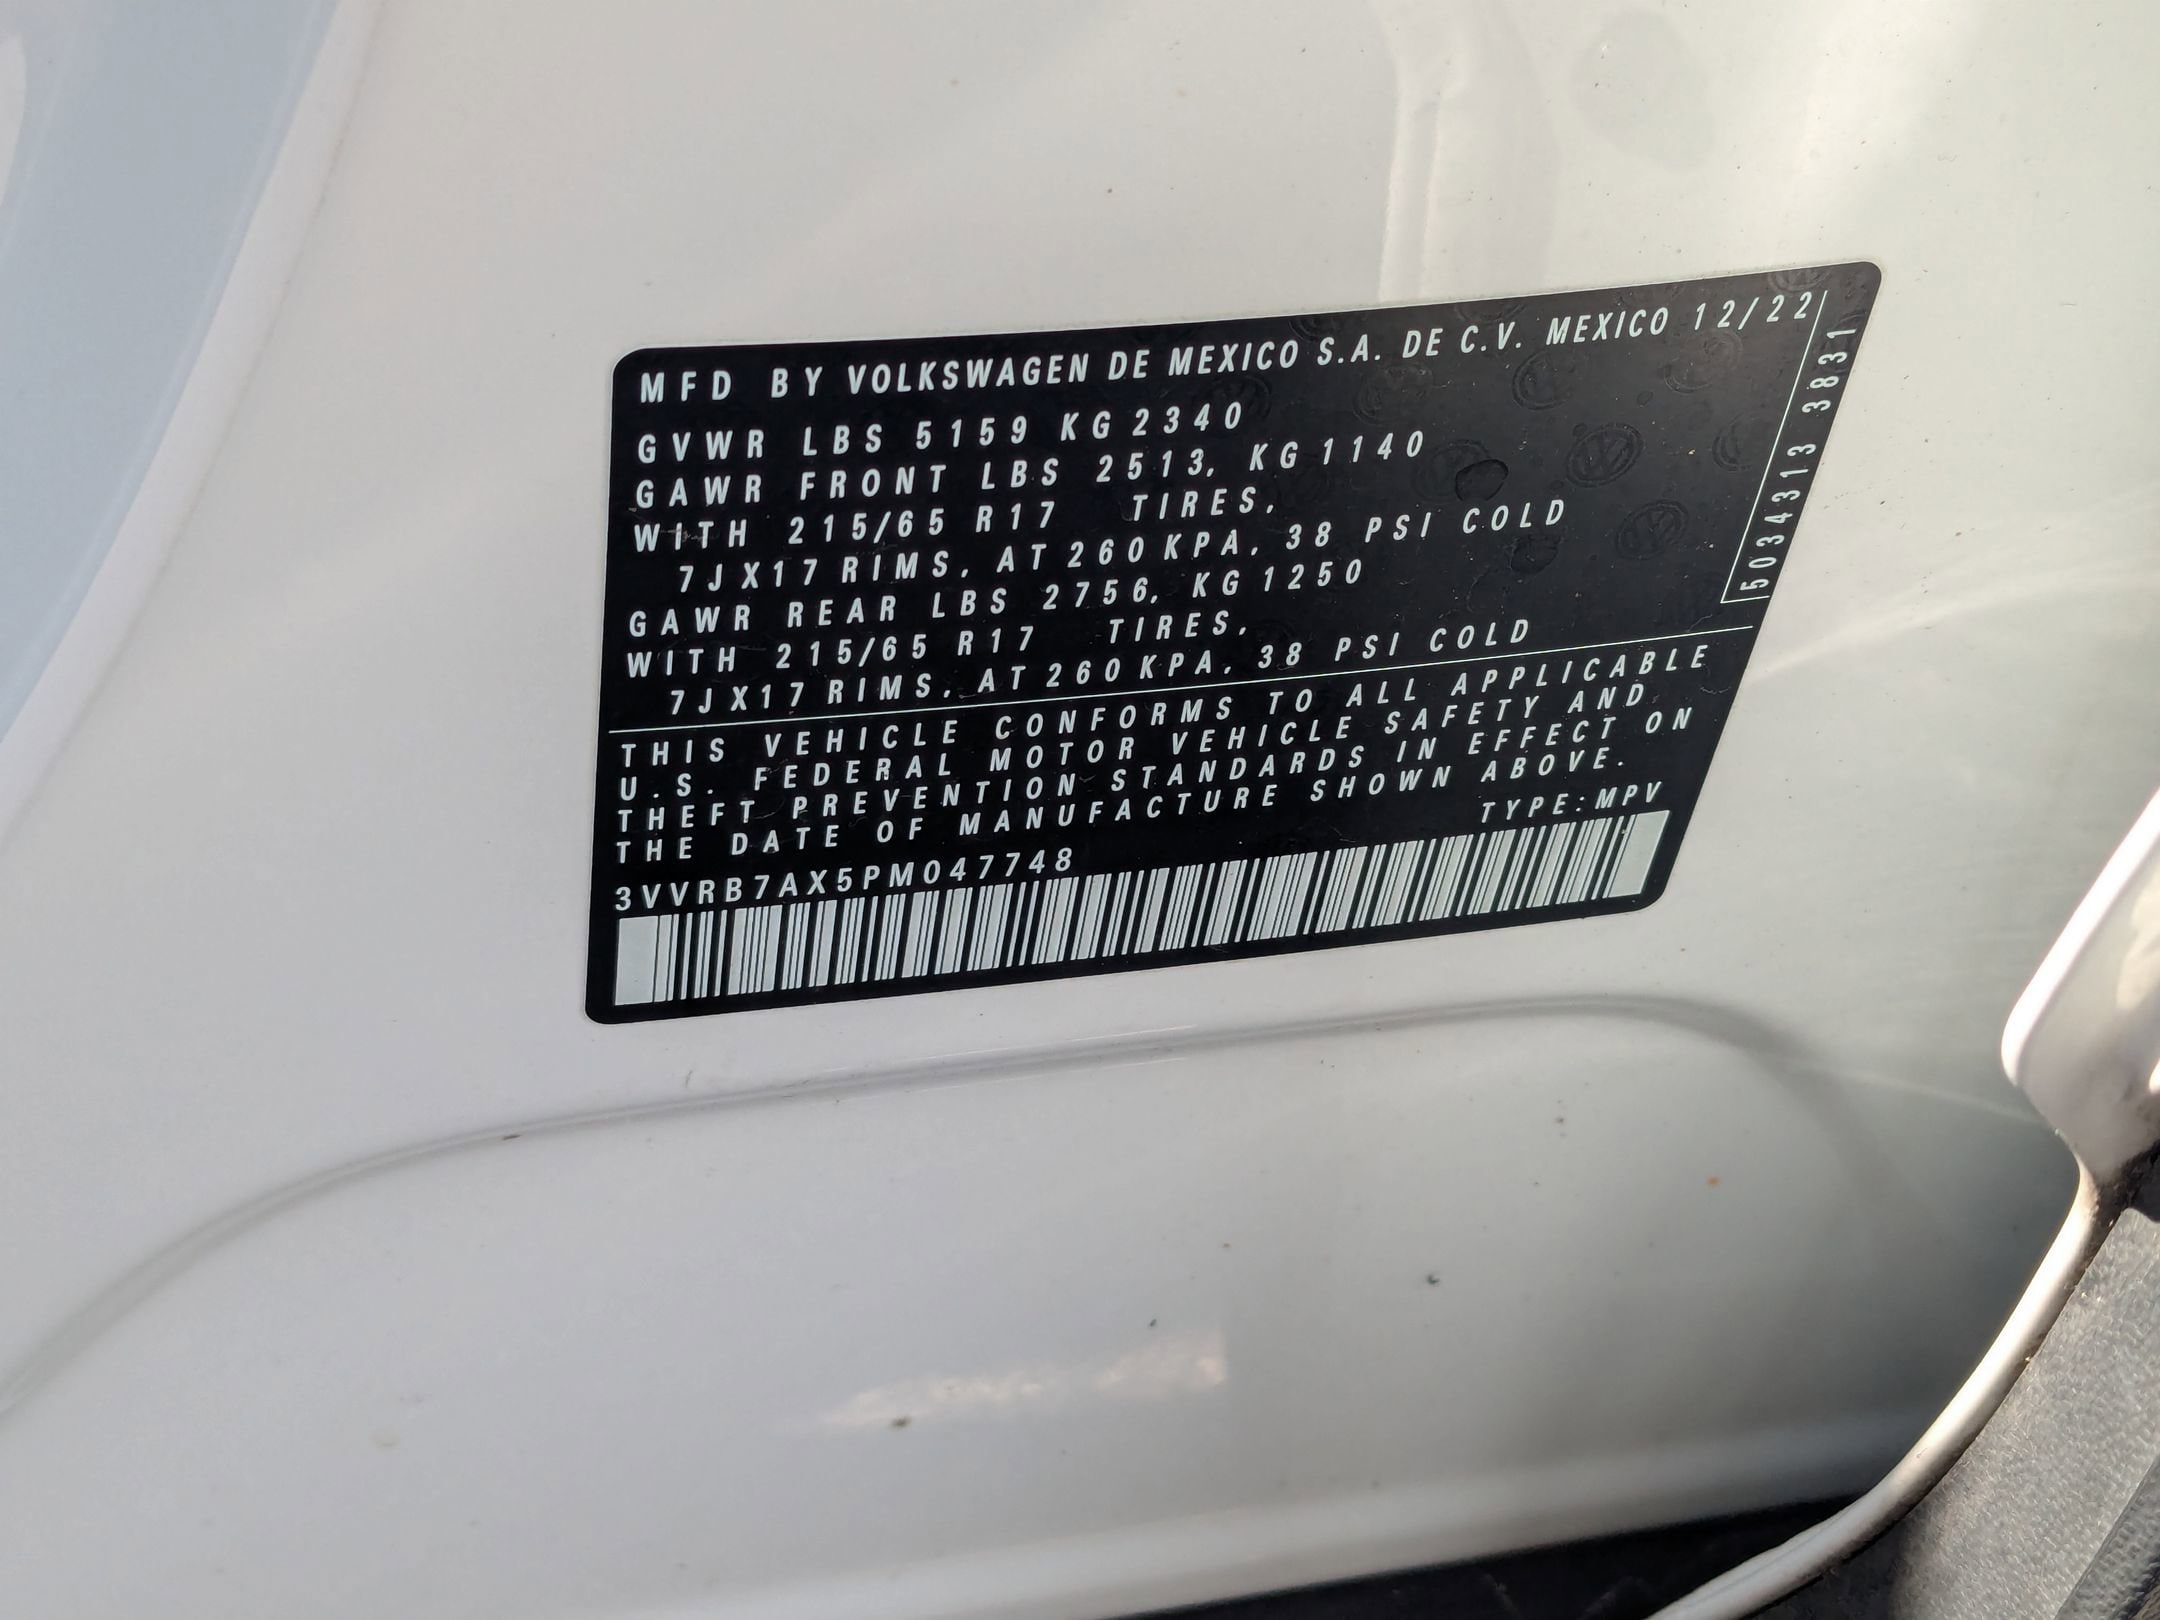 MFD BY VOLKSWAGEN DE MEXICO S.A. DE C.V. MEXICO 12/22
GVWR LBS 5159 KG 2340
GAWR FRONT LBS 2513, KG 1140
WITH 215/65 R17 TIRES,
7JX17 RIMS, AT 260 KPA, 38 PSI COLD
GAWR REAR LBS 2756, KG 1250
WITH 215/65 R17 TIRES,
7JX17 RIMS, AT 260 KPA, 38 PSI COLD
5034313 3831
THIS VEHICLE CONFORMS TO ALL APPLICABLE
U.S. FEDERAL MOTOR VEHICLE SAFETY AND
THEFT PREVENTION STANDARDS IN EFFECT ON
THE DATE OF MANUFACTURE SHOWN ABOVE.
TYPE:MPV
3VVRB7AX5PM047748